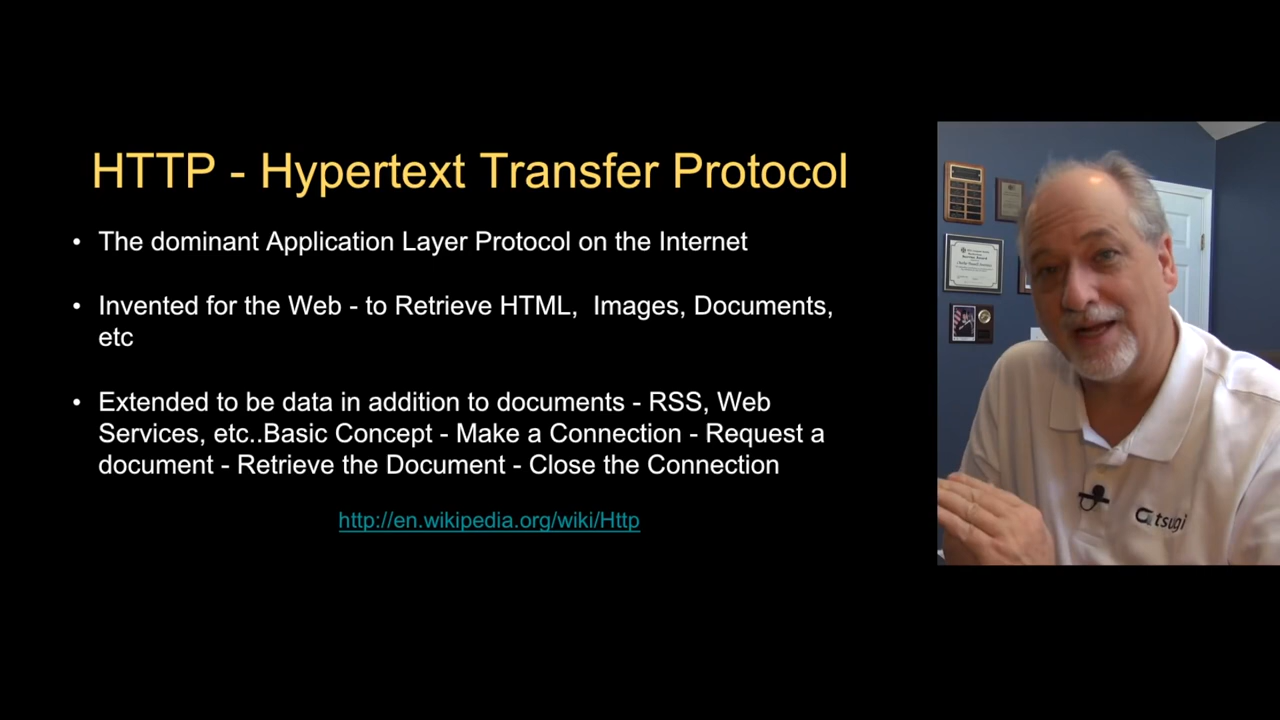 HTTP - Hypertext Transfer Protocol
• The dominant Application Layer Protocol on the Internet
• Invented for the Web - to Retrieve HTML,  Images, Documents,
etc
• Extended to be data in addition to documents - RSS, Web
Services, etc..Basic Concept - Make a Connection - Request a
document - Retrieve the Document - Close the Connection
http://en.wikipedia.org/wiki/Http
tsugi